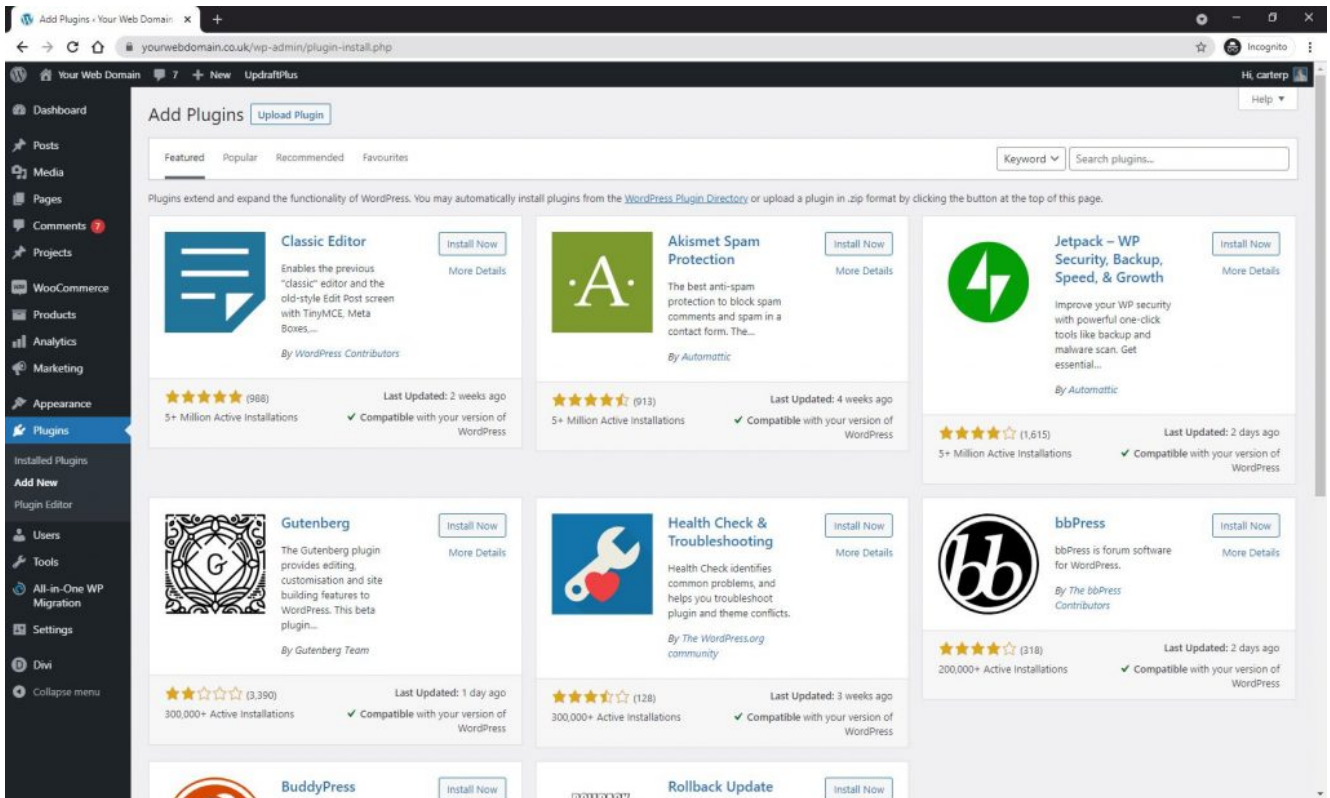 Add Plugins ‹ Your Web Domain
yourwebdomain.co.uk/wp-admin/plugin-install.php
Incognito
Your Web Domain 7 + New UpdraftPlus
Hi, carterp
Help ▼
Dashboard
Posts
Media
Pages
Comments 7
Projects
WooCommerce
Products
Analytics
Marketing
Appearance
Plugins
Installed Plugins
Add New
Plugin Editor
Users
Tools
All-in-One WP
Migration
Settings
Divi
Collapse menu
Add Plugins Upload Plugin
Featured Popular Recommended Favourites
Keyword Search plugins...
Plugins extend and expand the functionality of WordPress. You may automatically install plugins from the WordPress Plugin Directory or upload a plugin in .zip format by clicking the button at the top of this page.
Classic Editor
Install Now
More Details
Enables the previous
"classic" editor and the
old-style Edit Post screen
with TinyMCE, Meta
Boxes,...
By WordPress Contributors
(988)
5+ Million Active Installations
Last Updated: 2 weeks ago
✓ Compatible with your version of
WordPress
·A·
Akismet Spam
Protection
Install Now
More Details
The best anti-spam
protection to block spam
comments and spam in a
contact form. The...
By Automattic
(913)
5+ Million Active Installations
Last Updated: 4 weeks ago
✓ Compatible with your version of
WordPress
Jetpack – WP
Security, Backup,
Speed, & Growth
Install Now
More Details
Improve your WP security
with powerful one-click
tools like backup and
malware scan. Get
essential...
By Automattic
(1,615)
5+ Million Active Installations
Last Updated: 2 days ago
✓ Compatible with your version of
WordPress
G
Gutenberg
Install Now
More Details
The Gutenberg plugin
provides editing,
customisation and site
building features to
WordPress. This beta
plugin...
By Gutenberg Team
(3,390)
300,000+ Active Installations
Last Updated: 1 day ago
✓ Compatible with your version of
WordPress
Health Check &
Troubleshooting
Install Now
More Details
Health Check identifies
common problems, and
helps you troubleshoot
plugin and theme conflicts.
By The WordPress.org
community
(128)
300,000+ Active Installations
Last Updated: 3 weeks ago
✓ Compatible with your version of
WordPress
bb
bbPress
Install Now
More Details
bbPress is forum software
for WordPress.
By The bbPress
Contributors
(318)
200,000+ Active Installations
Last Updated: 2 days ago
✓ Compatible with your version of
WordPress
BuddyPress
Install Now
Rollback Update
Install Now